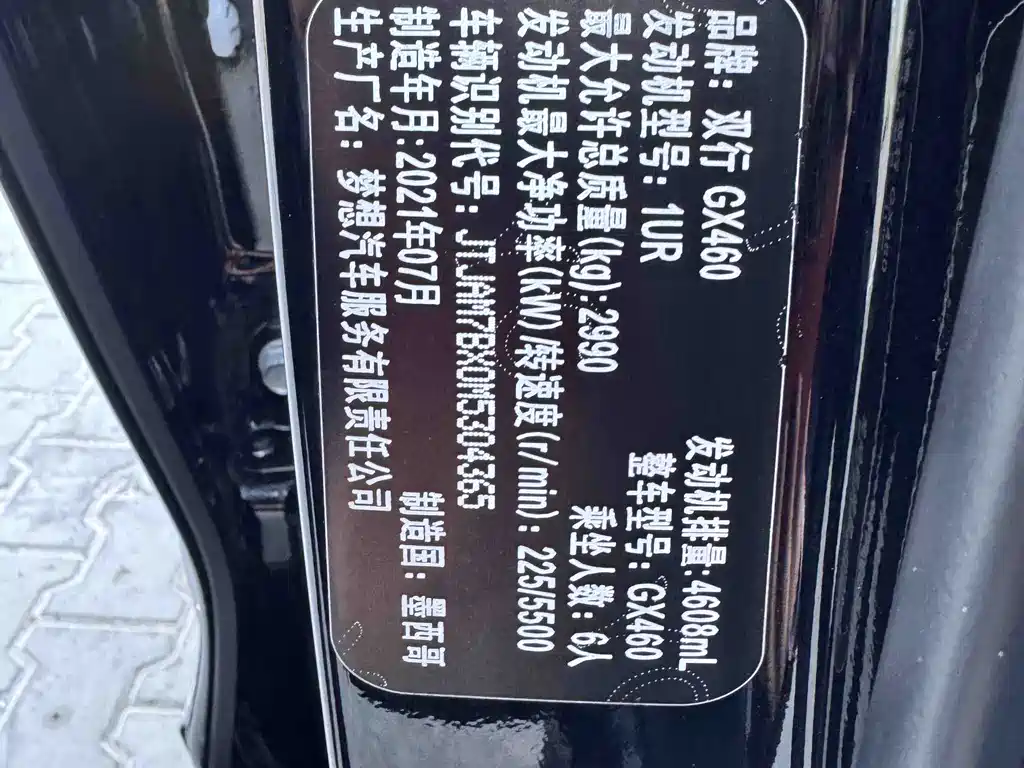 品牌: 双行 GX460
发动机型号: 1UR 发动机排量:4608mL
最大允许总质量(kg):2990 整车型号: GX460
发动机最大净功率(kW)/转速度(r/min): 225/5500 乘坐人数: 6人
车辆识别代号: JTJAM7BX0M5304365
制造年月:2021年07月 制造国: 墨西哥
生产厂名: 梦想汽车服务有限责任公司